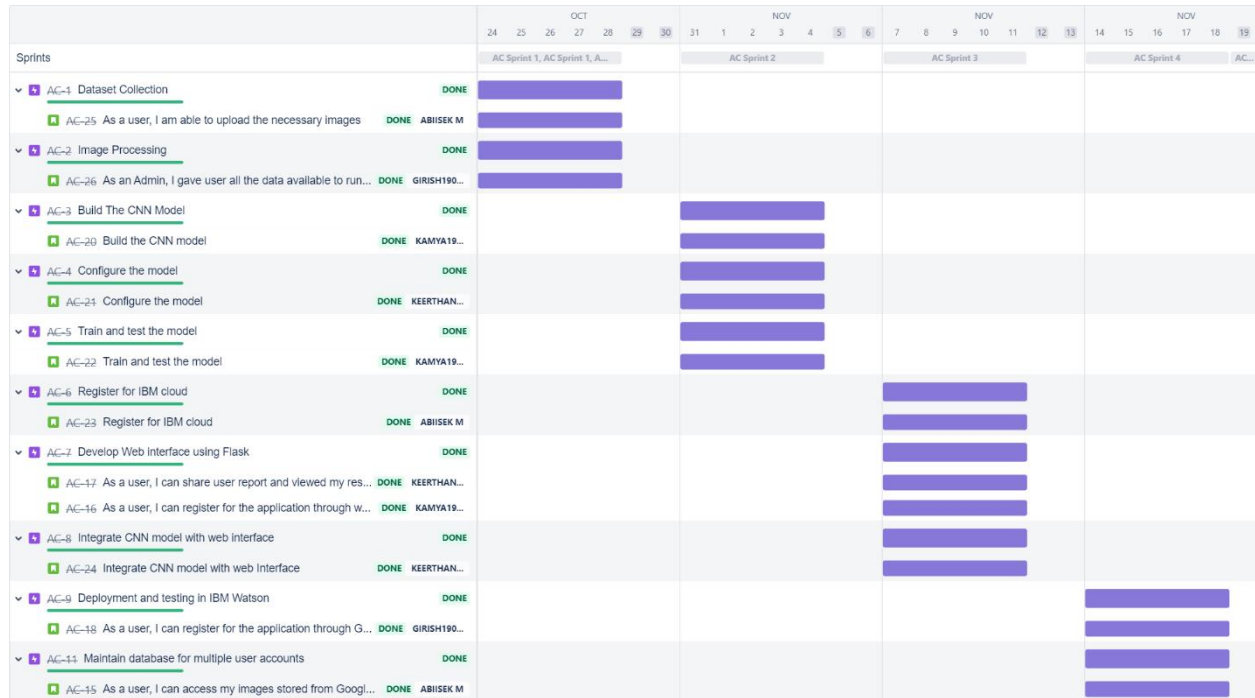 OCT NOV NOV NOV
24 25 26 27 28 29 30 31 1 2 3 4 5 6 7 8 9 10 11 12 13 14 15 16 17 18 19
Sprints AC Sprint 1, AC Sprint 1, A... AC Sprint 2 AC Sprint 3 AC Sprint 4 AC...
AC-1 Dataset Collection DONE
AC-25 As a user, I am able to upload the necessary images DONE ABIISEK M
AC-2 Image Processing DONE
AC-26 As an Admin, I gave user all the data available to run... DONE GIRISH190...
AC-3 Build The CNN Model DONE
AC-20 Build the CNN model DONE KAMYA19...
AC-4 Configure the model DONE
AC-21 Configure the model DONE KEERTHAN...
AC-5 Train and test the model DONE
AC-22 Train and test the model DONE KAMYA19...
AC-6 Register for IBM cloud DONE
AC-23 Register for IBM cloud DONE ABIISEK M
AC-7 Develop Web interface using Flask DONE
AC-17 As a user, I can share user report and viewed my res... DONE KEERTHAN...
AC-16 As a user, I can register for the application through w... DONE KAMYA19...
AC-8 Integrate CNN model with web interface DONE
AC-24 Integrate CNN model with web Interface DONE KEERTHAN...
AC-9 Deployment and testing in IBM Watson DONE
AC-18 As a user, I can register for the application through G... DONE GIRISH190...
AC-11 Maintain database for multiple user accounts DONE
AC-15 As a user, I can access my images stored from Googl... DONE ABIISEK M